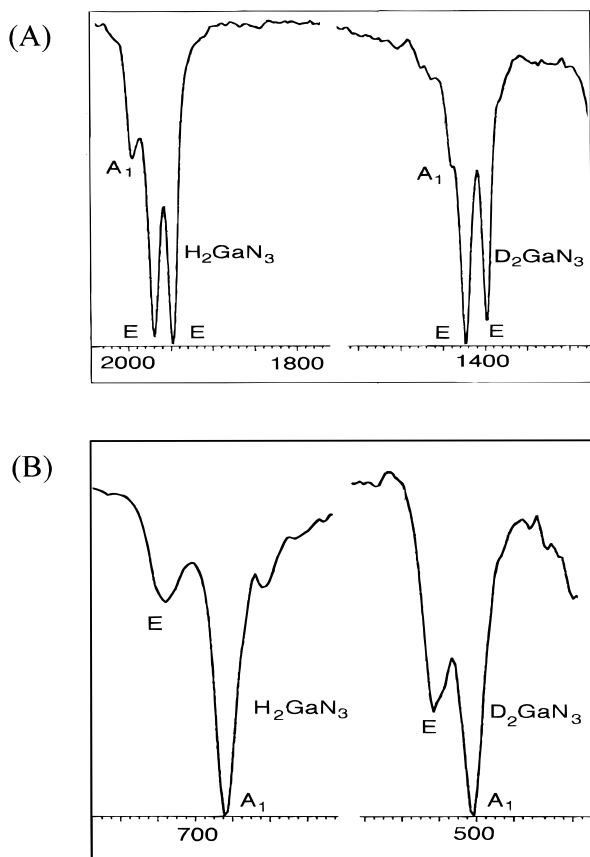 (A)
A₁
H₂GaN₃
E
E
A₁
D₂GaN₃
E
E
2000
1800
1400
(B)
E
H₂GaN₃
A₁
E
D₂GaN₃
A₁
700
500